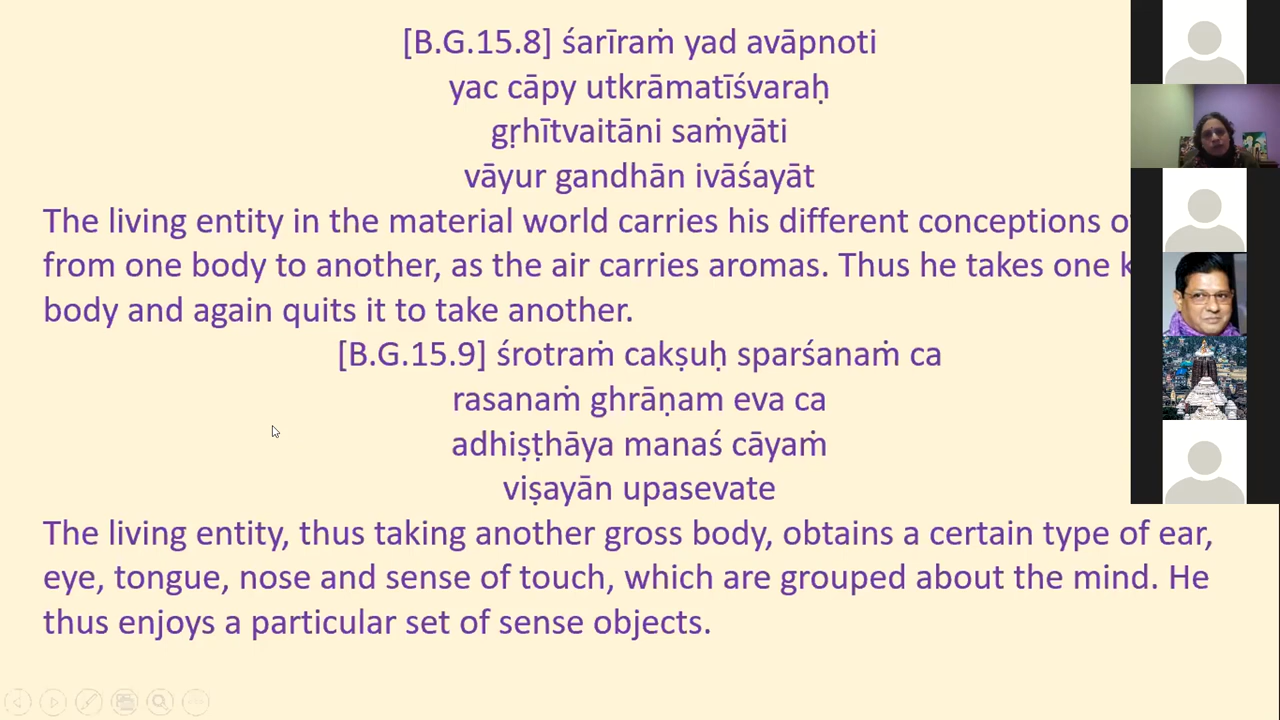 [B.G.15.8] śarīraṁ yad avāpnoti
yac cāpy utkrāmatīśvaraḥ
gṛhītvaitāni saṁyāti
vāyur gandhān ivāśayāt
The living entity in the material world carries his different conceptions
from one body to another, as the air carries aromas. Thus he takes one
body and again quits it to take another.
[B.G.15.9] śrotraṁ cakṣuḥ sparśanaṁ ca
rasanaṁ ghrāṇam eva ca
adhiṣṭhāya manaś cāyaṁ
viṣayān upasevate
The living entity, thus taking another gross body, obtains a certain type of ear,
eye, tongue, nose and sense of touch, which are grouped about the mind. He
thus enjoys a particular set of sense objects.